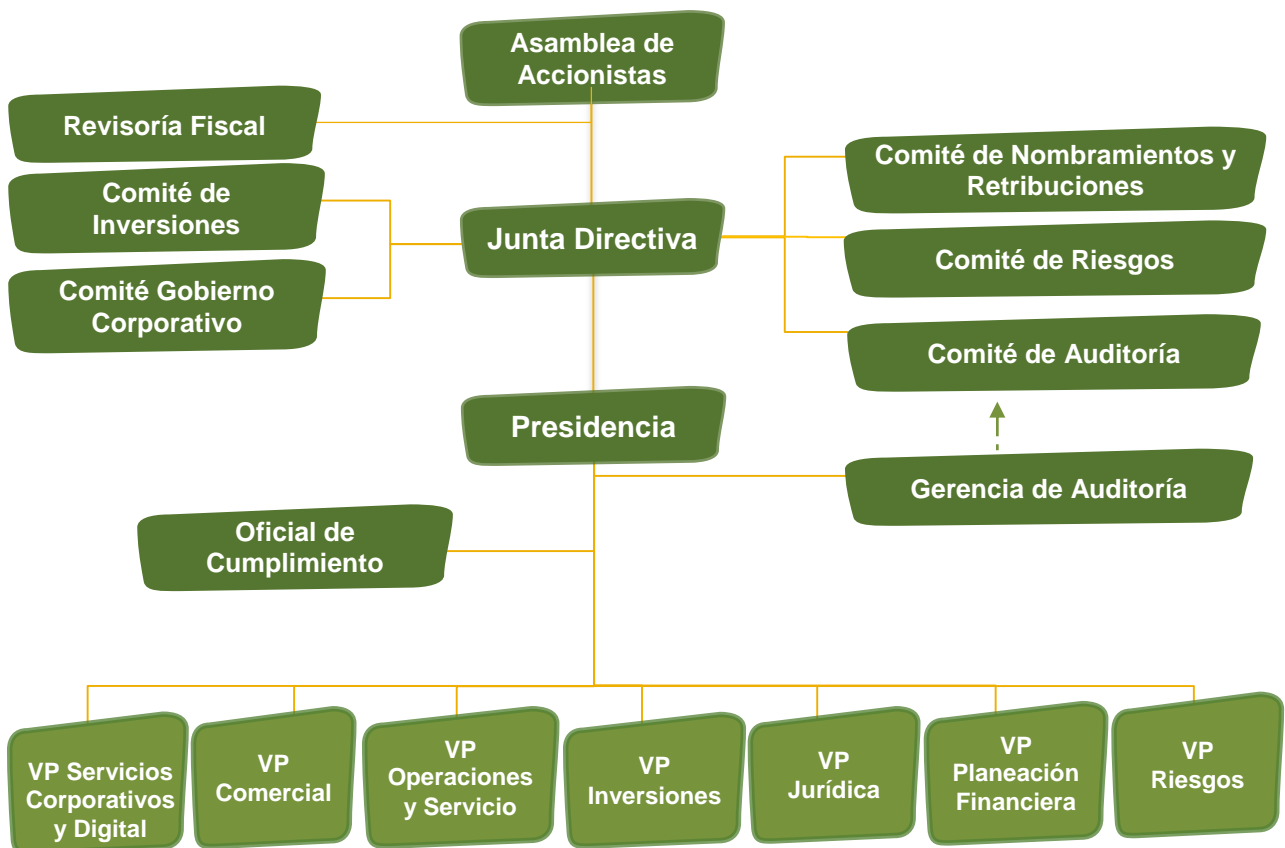 Asamblea de
Accionistas
Revisoría Fiscal
Comité de Nombramientos y
Retribuciones
Comité de
Inversiones
Junta Directiva
Comité de Riesgos
Comité Gobierno
Corporativo
Comité de Auditoría
Presidencia
Gerencia de Auditoría
Oficial de
Cumplimiento
VP Servicios
Corporativos
y Digital
VP
Comercial
VP
Operaciones
y Servicio
VP
Inversiones
VP
Jurídica
VP
Planeación
Financiera
VP
Riesgos